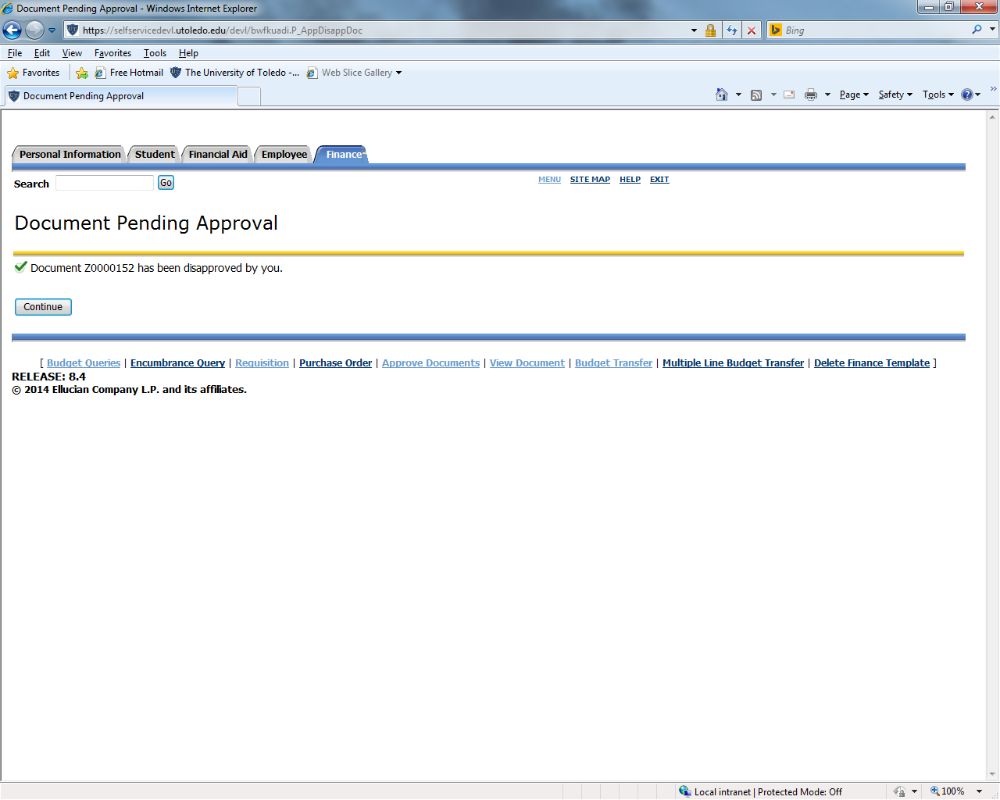 Document Pending Approval - Windows Internet Explorer
https://selfservicedevl.utoledo.edu/devl/bwfkuadi.P_AppDisappDoc
Bing
File Edit View Favorites Tools Help
Favorites Free Hotmail The University of Toledo -... Web Slice Gallery
Document Pending Approval
Page Safety Tools
Personal Information Student Financial Aid Employee Finance
Search Go
MENU SITE MAP HELP EXIT
Document Pending Approval
Document Z0000152 has been disapproved by you.
Continue
[ Budget Queries | Encumbrance Query | Requisition | Purchase Order | Approve Documents | View Document | Budget Transfer | Multiple Line Budget Transfer | Delete Finance Template ]
RELEASE: 8.4
© 2014 Ellucian Company L.P. and its affiliates.
Local intranet | Protected Mode: Off
100%